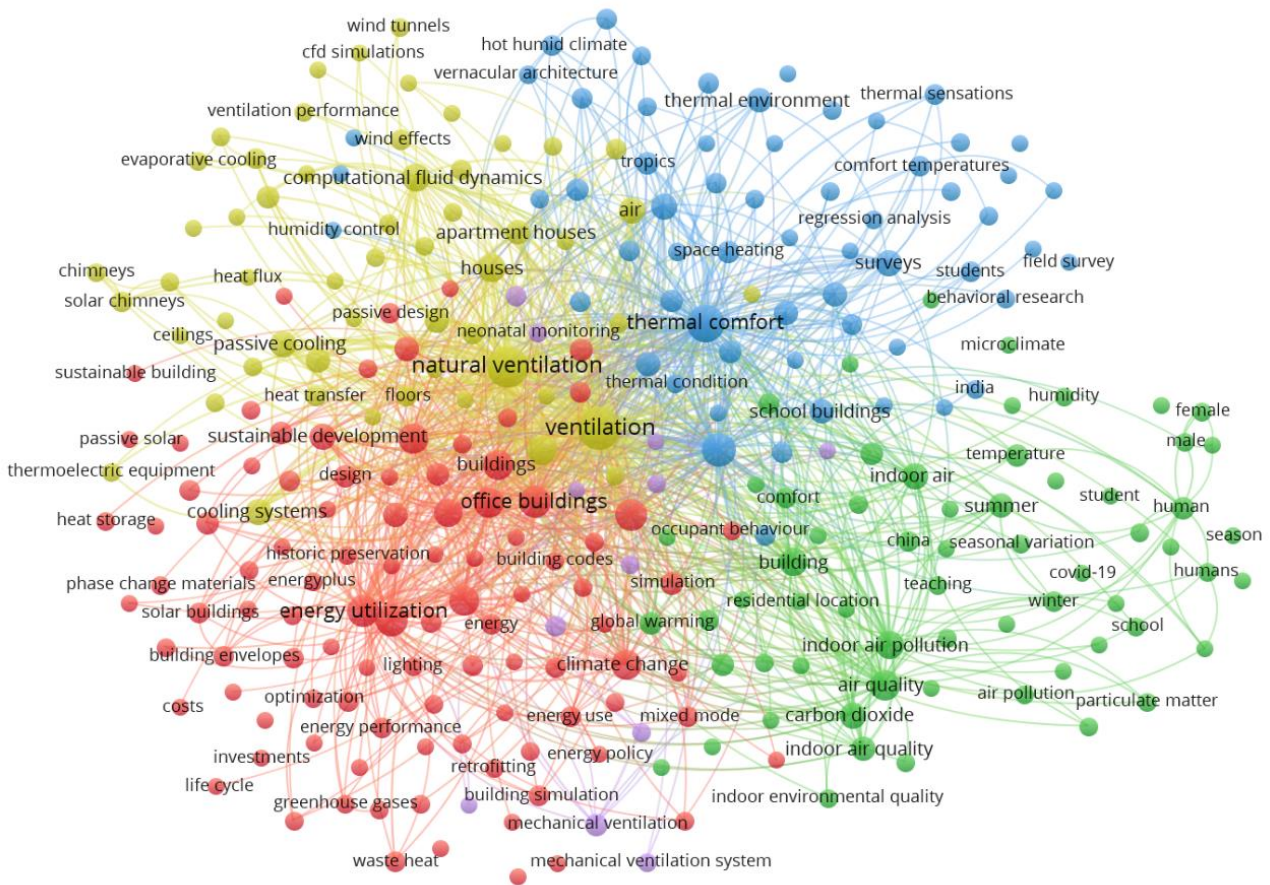 wind tunnels
hot humid climate
cfd simulations
vernacular architecture
thermal environment
thermal sensations
ventilation performance
wind effects
evaporative cooling
tropics
comfort temperatures
computational fluid dynamics
air
regression analysis
humidity control
apartment houses
space heating
surveys
field survey
chimneys
heat flux
houses
students
solar chimneys
passive design
behavioral research
thermal comfort
neonatal monitoring
ceilings
passive cooling
microclimate
sustainable building
natural ventilation
thermal condition
india
heat transfer
floors
humidity
school buildings
female
passive solar
sustainable development
ventilation
male
thermoelectric equipment
design
buildings
indoor air
temperature
comfort
student
heat storage
cooling systems
office buildings
summer
human
occupant behaviour
season
historic preservation
building codes
china
seasonal variation
phase change materials
energyplus
simulation
building
teaching
covid-19
humans
solar buildings
energy utilization
energy
global warming
residential location
winter
school
building envelopes
lighting
climate change
indoor air pollution
air quality
air pollution
particulate matter
costs
optimization
energy performance
energy use
mixed mode
carbon dioxide
investments
retrofitting
energy policy
indoor air quality
life cycle
greenhouse gases
building simulation
indoor environmental quality
mechanical ventilation
waste heat
mechanical ventilation system